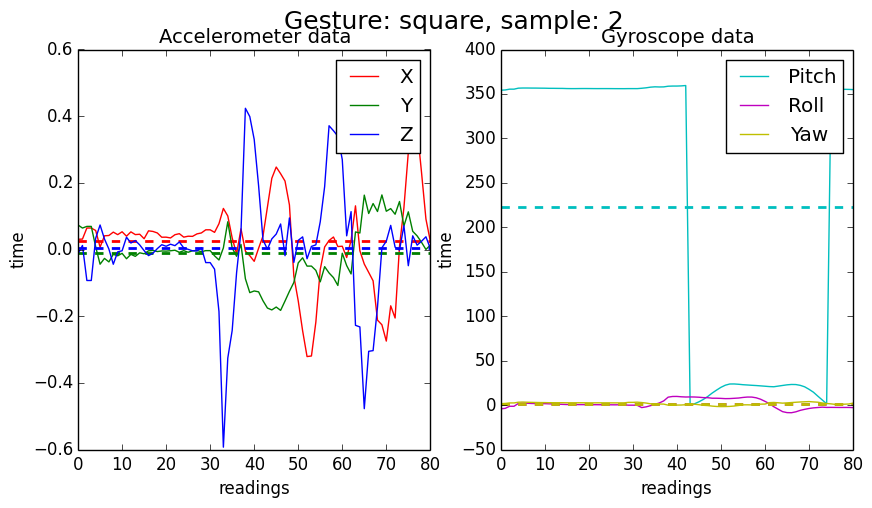 Gesture: square, sample: 2
Accelerometer data
0.6
0.4
0.2
0.0
−0.2
−0.4
−0.6
time
0 10 20 30 40 50 60 70 80
readings
X
Y
Z
Gyroscope data
400
350
300
250
200
150
100
50
0
−50
time
0 10 20 30 40 50 60 70 80
readings
Pitch
Roll
Yaw